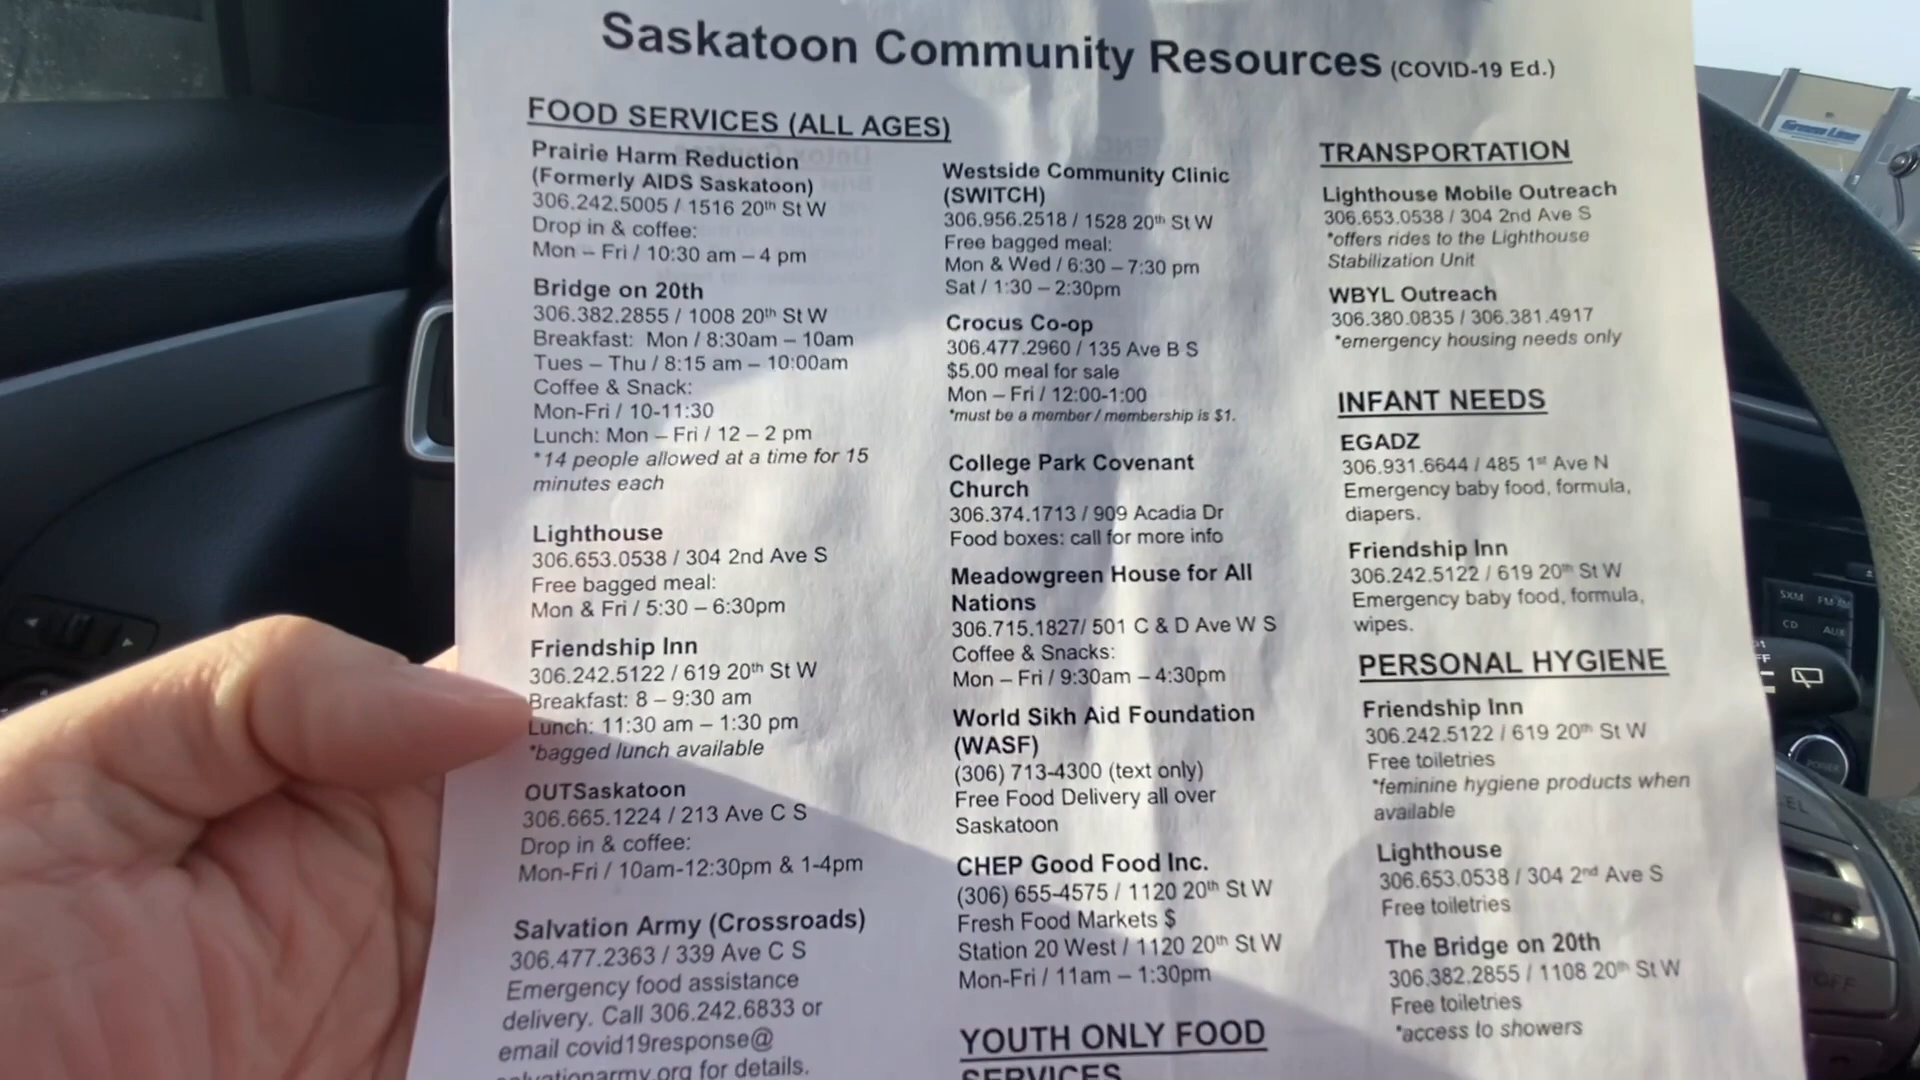 Saskatoon Community Resources (COVID-19 Ed.)
FOOD SERVICES (ALL AGES)
Prairie Harm Reduction
(Formerly AIDS Saskatoon)
306.242.5005 / 1516 20th St W
Drop in & coffee:
Mon – Fri / 10:30 am – 4 pm
Bridge on 20th
306.382.2855 / 1008 20th St W
Breakfast: Mon / 8:30am – 10am
Tues – Thu / 8:15 am – 10:00am
Coffee & Snack:
Mon-Fri / 10-11:30
Lunch: Mon – Fri / 12 – 2 pm
*14 people allowed at a time for 15
minutes each
Lighthouse
306.653.0538 / 304 2nd Ave S
Free bagged meal:
Mon & Fri / 5:30 – 6:30pm
Friendship Inn
306.242.5122 / 619 20th St W
Breakfast: 8 – 9:30 am
Lunch: 11:30 am – 1:30 pm
*bagged lunch available
OUTSaskatoon
306.665.1224 / 213 Ave C S
Drop in & coffee:
Mon-Fri / 10am-12:30pm & 1-4pm
Salvation Army (Crossroads)
306.477.2363 / 339 Ave C S
Emergency food assistance
delivery. Call 306.242.6833 or
email covid19response@
salvationarmy.org for details.
Westside Community Clinic
(SWITCH)
306.956.2518 / 1528 20th St W
Free bagged meal:
Mon & Wed / 6:30 – 7:30 pm
Sat / 1:30 – 2:30pm
Crocus Co-op
306.477.2960 / 135 Ave B S
$5.00 meal for sale
Mon – Fri / 12:00-1:00
*must be a member / membership is $1.
College Park Covenant
Church
306.374.1713 / 909 Acadia Dr
Food boxes: call for more info
Meadowgreen House for All
Nations
306.715.1827/ 501 C & D Ave W S
Coffee & Snacks:
Mon – Fri / 9:30am – 4:30pm
World Sikh Aid Foundation
(WASF)
(306) 713-4300 (text only)
Free Food Delivery all over
Saskatoon
CHEP Good Food Inc.
(306) 655-4575 / 1120 20th St W
Fresh Food Markets $
Station 20 West / 1120 20th St W
Mon-Fri / 11am – 1:30pm
YOUTH ONLY FOOD
SERVICES
TRANSPORTATION
Lighthouse Mobile Outreach
306.653.0538 / 304 2nd Ave S
*offers rides to the Lighthouse
Stabilization Unit
WBYL Outreach
306.380.0835 / 306.381.4917
*emergency housing needs only
INFANT NEEDS
EGADZ
306.931.6644 / 485 1st Ave N
Emergency baby food, formula,
diapers.
Friendship Inn
306.242.5122 / 619 20th St W
Emergency baby food, formula,
wipes.
PERSONAL HYGIENE
Friendship Inn
306.242.5122 / 619 20th St W
Free toiletries
*feminine hygiene products when
available
Lighthouse
306.653.0538 / 304 2nd Ave S
Free toiletries
The Bridge on 20th
306.382.2855 / 1108 20th St W
Free toiletries
*access to showers
SXM
CD AUX
POWER